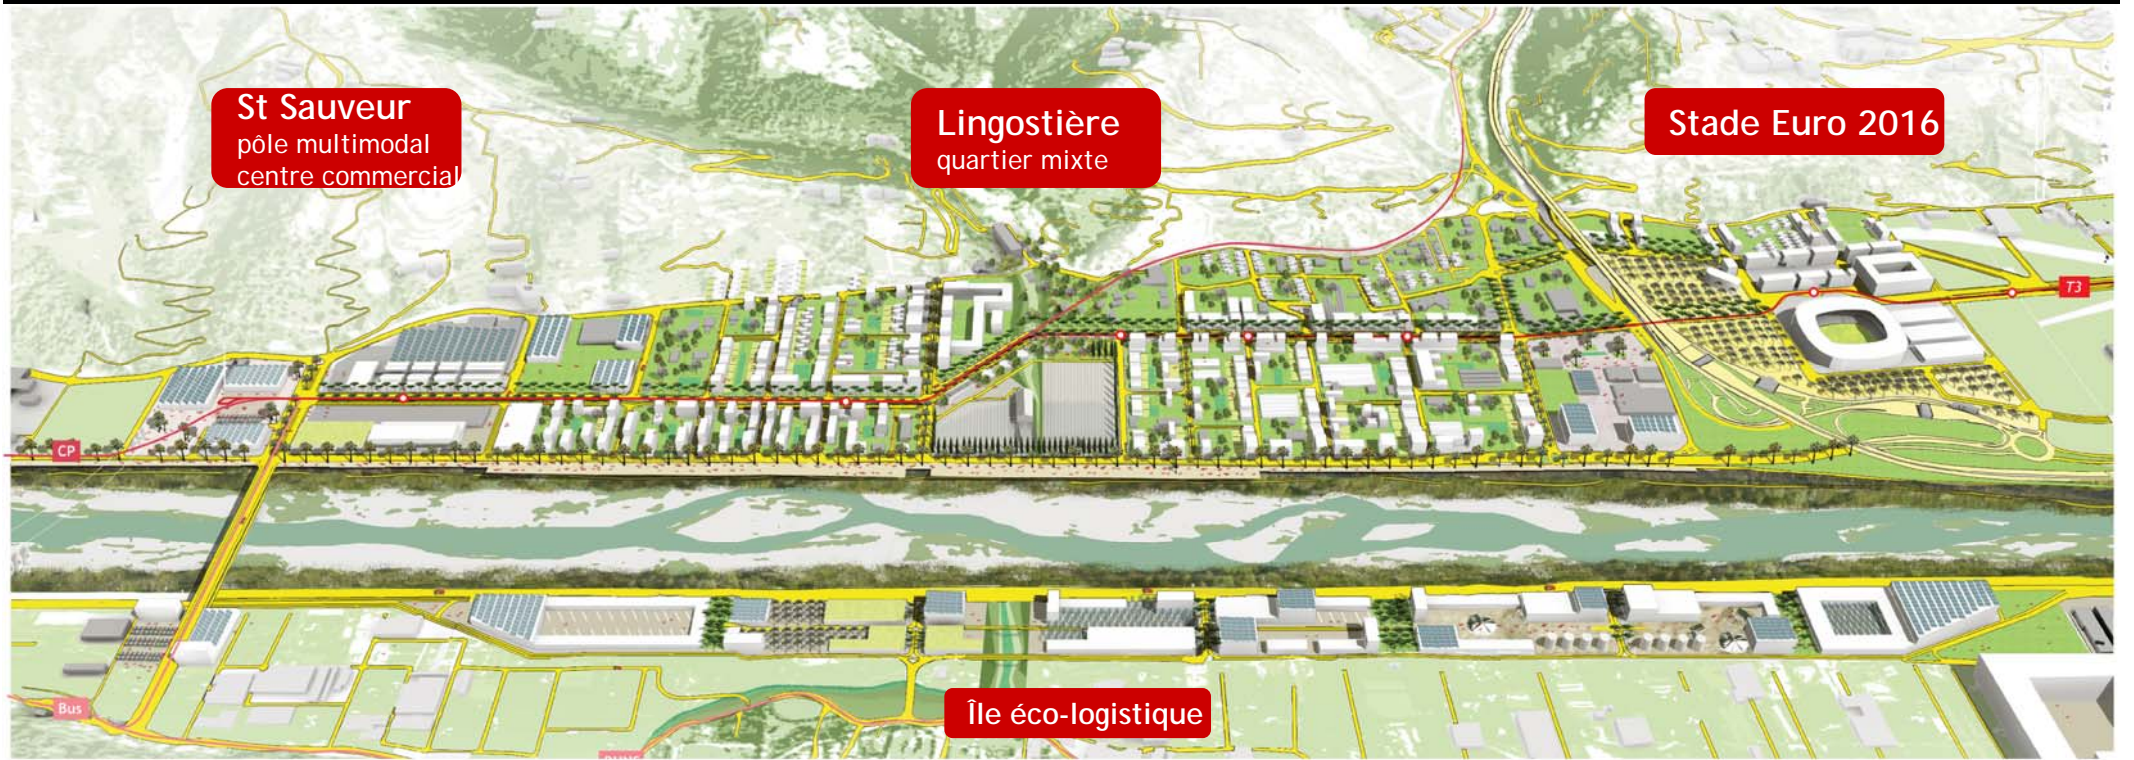 St Sauveur
pôle multimodal
centre commercial
Lingostière
quartier mixte
Stade Euro 2016
T3
CP
Bus
Île éco-logistique